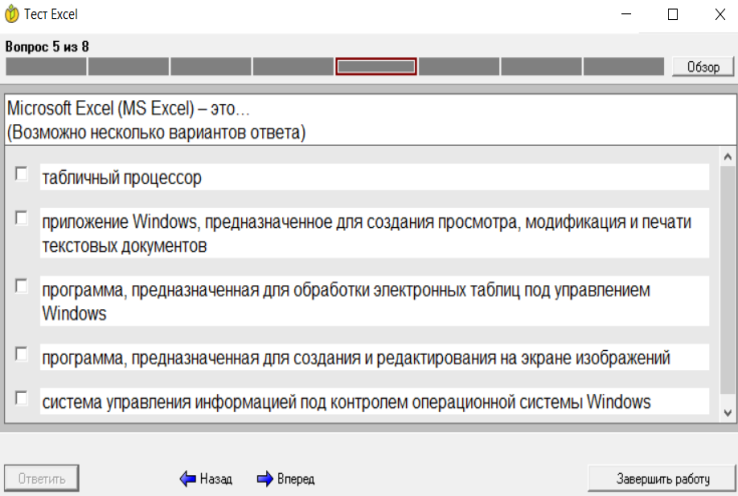 Тест Excel
Вопрос 5 из 8
Обзор
Microsoft Excel (MS Excel) – это...
(Возможно несколько вариантов ответа)
табличный процессор
приложение Windows, предназначенное для создания просмотра, модификация и печати
текстовых документов
программа, предназначенная для обработки электронных таблиц под управлением
Windows
программа, предназначенная для создания и редактирования на экране изображений
система управления информацией под контролем операционной системы Windows
Ответить
Назад
Вперед
Завершить работу